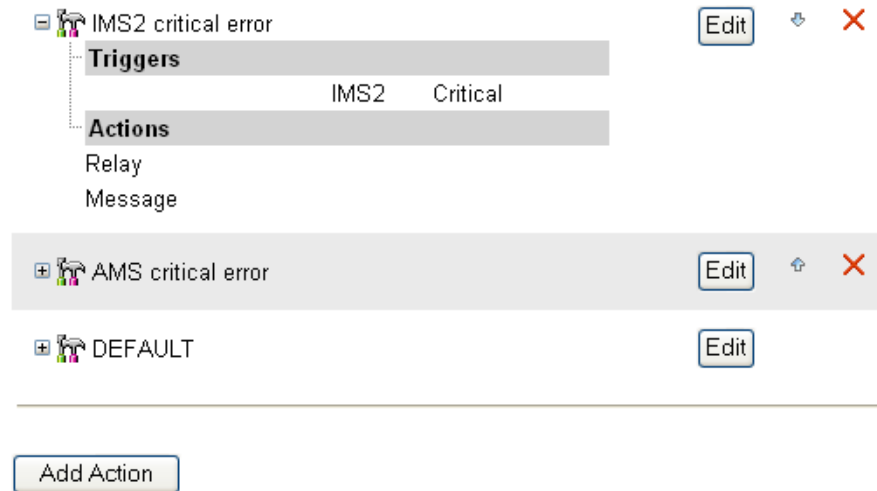 IMS2 critical error Edit
Triggers
IMS2 Critical
Actions
Relay
Message
AMS critical error Edit
DEFAULT Edit
Add Action